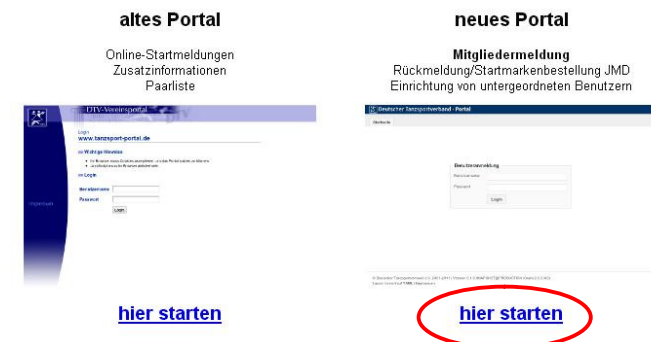 altes Portal
Online-Startmeldungen
Zusatzinformationen
Paarliste
DTV-Vereinsportal
Login
www.tanzsport-portal.de
Wichtige Hinweise
Login
Benutzername
Passwort
Login
Impressum
hier starten
neues Portal
Mitgliedermeldung
Rückmeldung/Startmarkenbestellung JMD
Einrichtung von untergeordneten Benutzern
Deutscher Tanzsportverband - Portal
Startseite
Benutzeranmeldung
Benutzername
Passwort
Login
hier starten